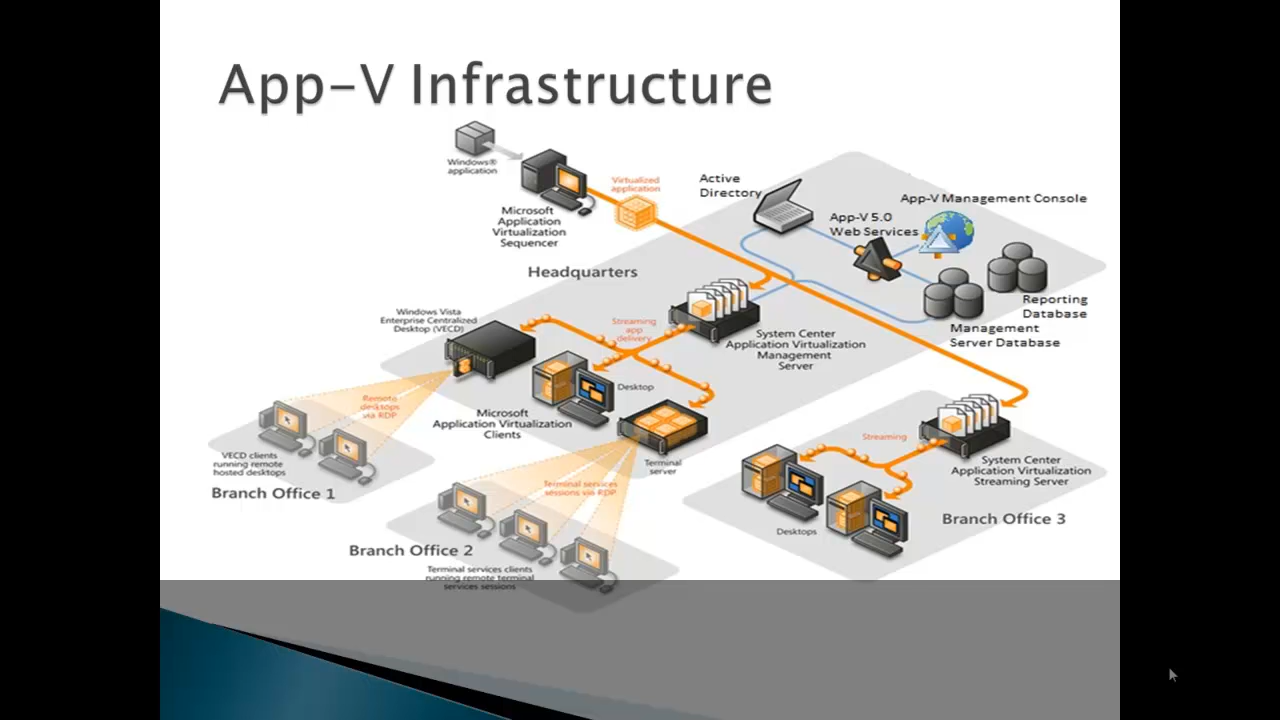 App-V Infrastructure
Windows®
application
Microsoft
Application
Virtualization
Sequencer
Virtualized
application
Active
Directory
App-V 5.0
Web Services
App-V Management Console
Reporting
Database
Management
Server Database
Headquarters
Windows Vista
Enterprise Centralized
Desktop (VECD)
Streaming
app
delivery
System Center
Application Virtualization
Management
Server
Desktop
Microsoft
Application Virtualization
Clients
Terminal
server
Remote
desktops
via RDP
VECD clients
running remote
hosted desktops
Branch Office 1
Terminal services
sessions via RDP
Branch Office 2
Terminal services clients
running remote terminal
services sessions
Streaming
System Center
Application Virtualization
Streaming Server
Desktops
Branch Office 3